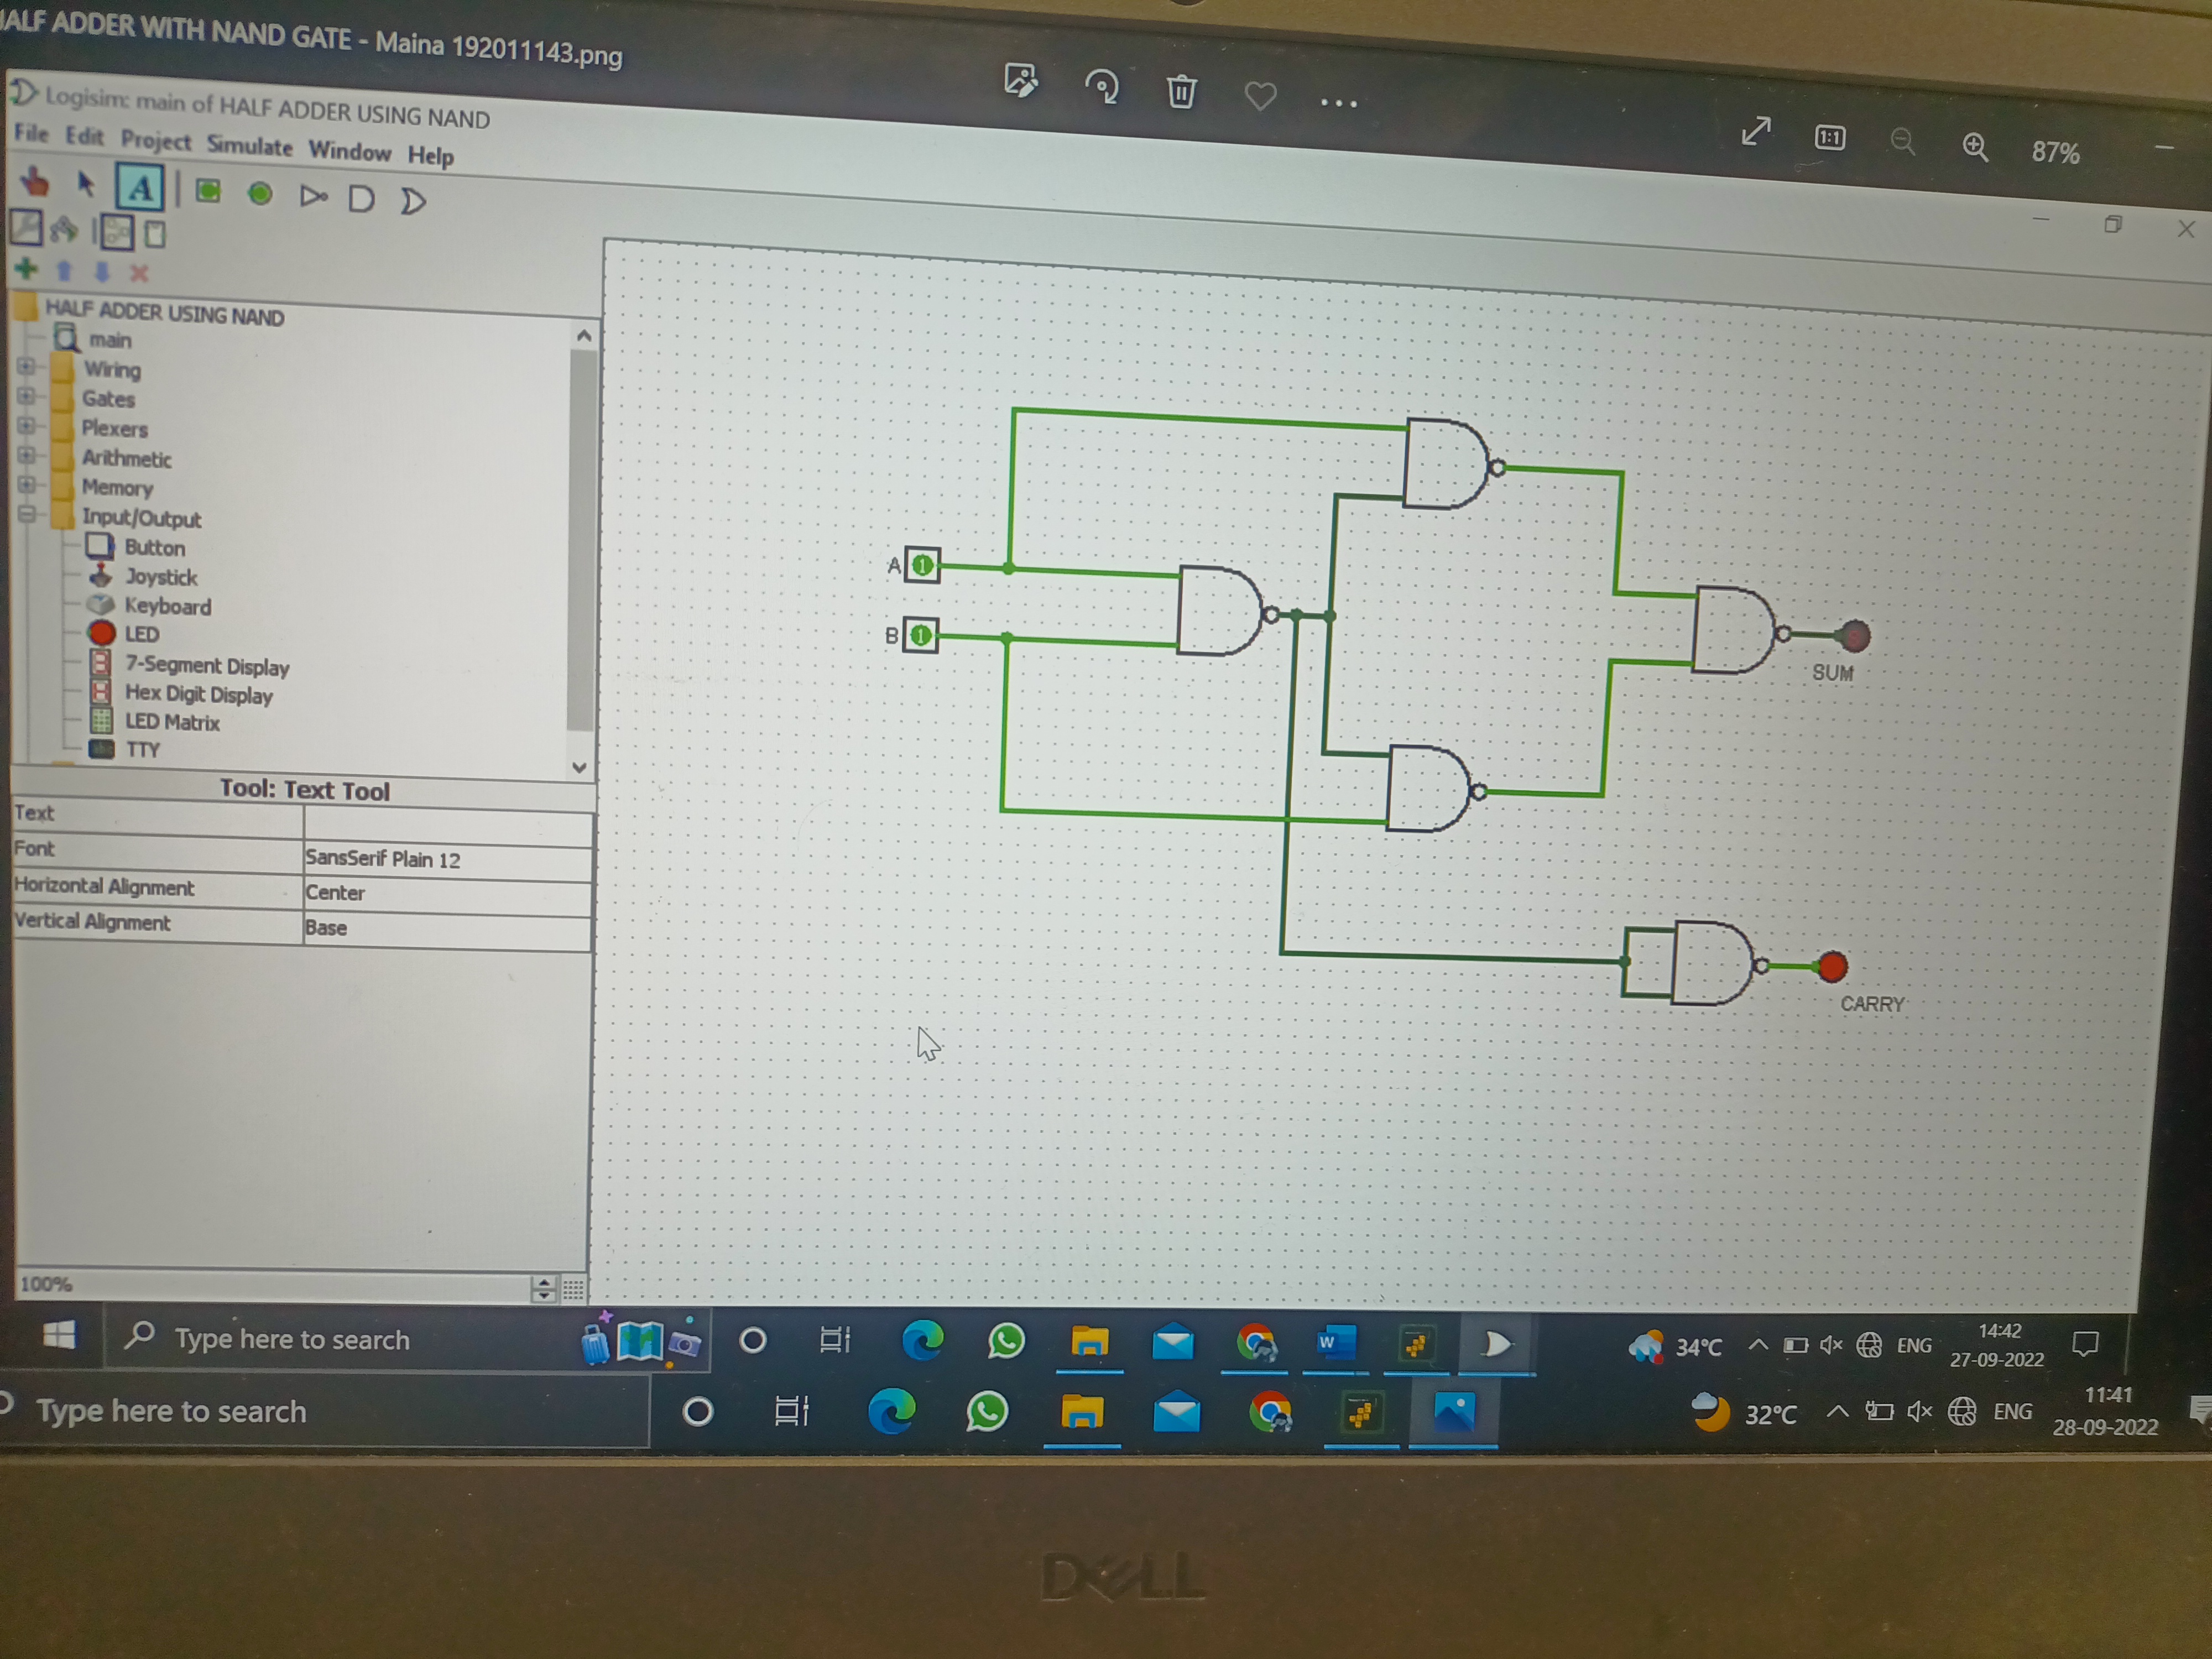 HALF ADDER WITH NAND GATE - Maina 192011143.png
87%
Logisim: main of HALF ADDER USING NAND
File Edit Project Simulate Window Help
A
HALF ADDER USING NAND
main
Wiring
Gates
Plexers
Arithmetic
Memory
Input/Output
Button
Joystick
Keyboard
LED
7-Segment Display
Hex Digit Display
LED Matrix
TTY
Tool: Text Tool
Text
Font SansSerif Plain 12
Horizontal Alignment Center
Vertical Alignment Base
100%
A 1
B 1
SUM
CARRY
1:1
Type here to search
W
34°C
ENG
14:42
27-09-2022
Type here to search
32°C
ENG
11:41
28-09-2022
DELL